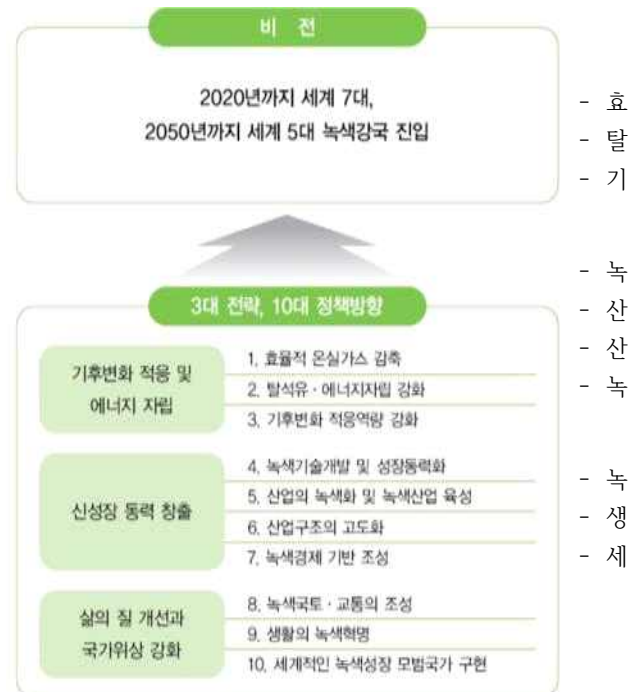 비 전
2020년까지 세계 7대,
2050년까지 세계 5대 녹색강국 진입
3대 전략, 10대 정책방향
기후변화 적응 및
에너지 자립
1. 효율적 온실가스 감축
2. 탈석유 · 에너지자립 강화
3. 기후변화 적응역량 강화
신성장 동력 창출
4. 녹색기술개발 및 성장동력화
5. 산업의 녹색화 및 녹색산업 육성
6. 산업구조의 고도화
7. 녹색경제 기반 조성
삶의 질 개선과
국가위상 강화
8. 녹색국토 · 교통의 조성
9. 생활의 녹색혁명
10. 세계적인 녹색성장 모범국가 구현
- 효
- 탈
- 기
- 녹
- 산
- 산
- 녹
- 녹
- 생
- 세